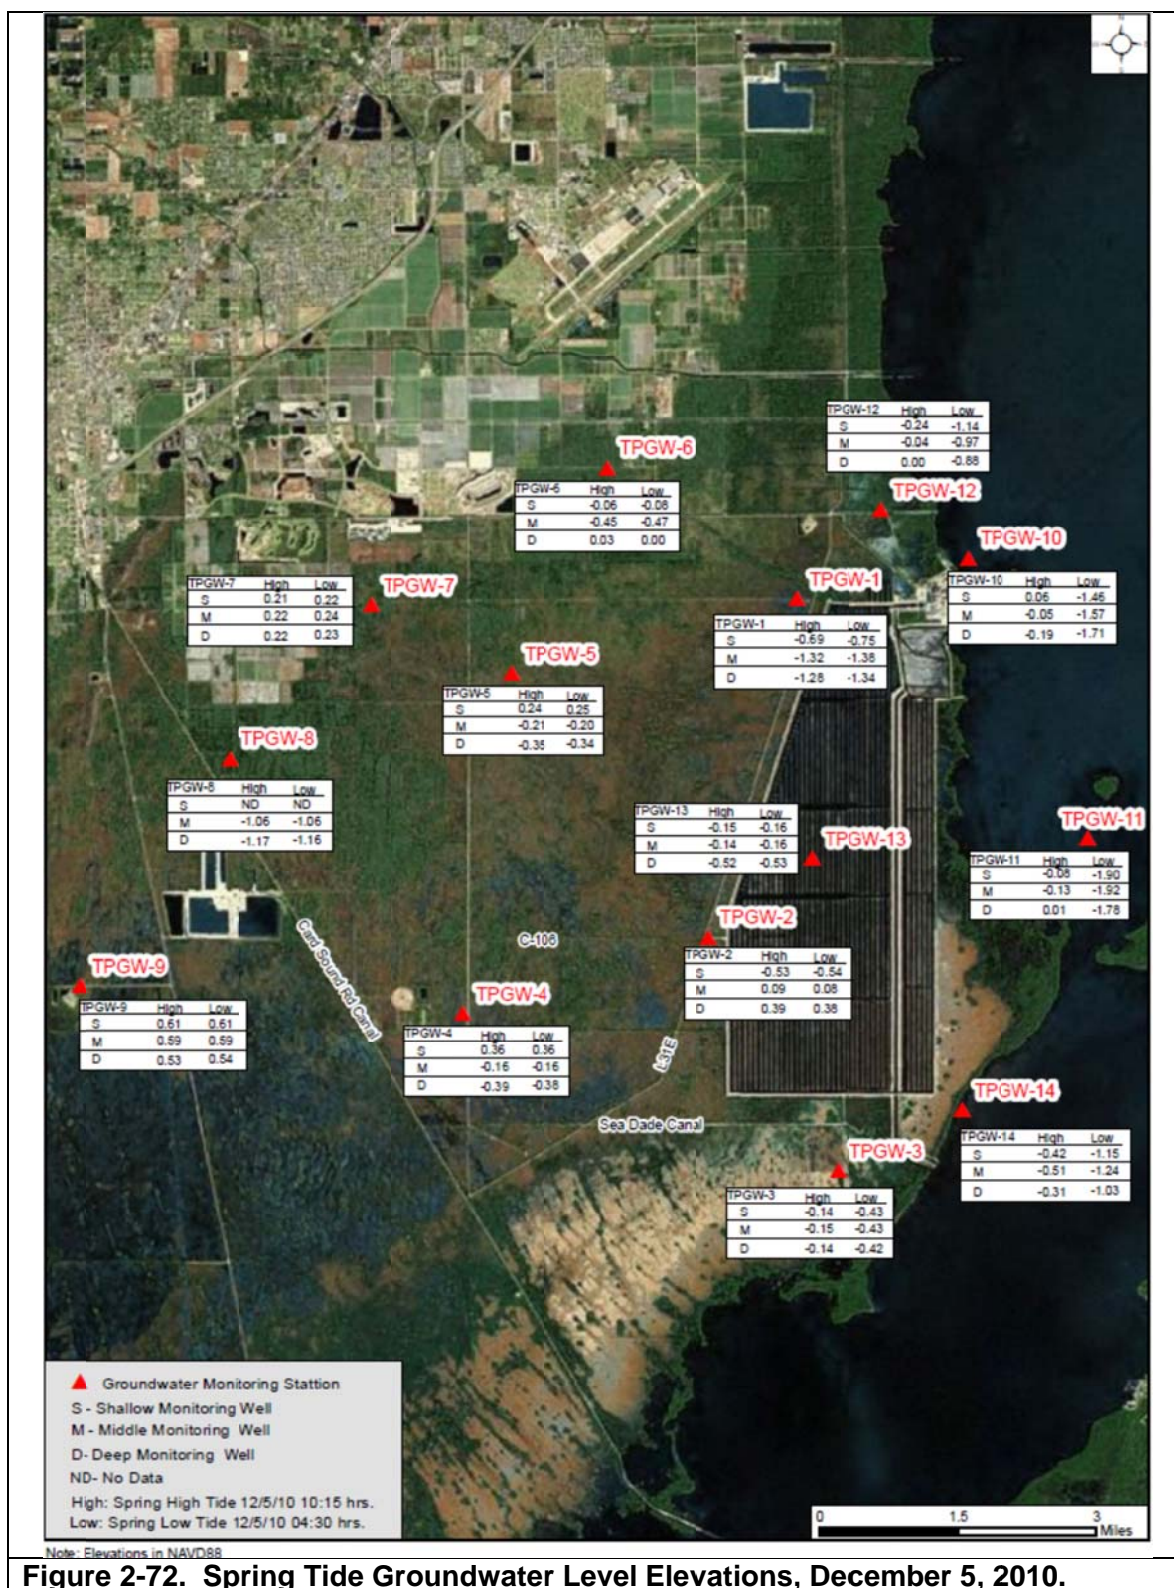 N
TPGW-12 High Low
S -0.24 -1.14
M -0.04 -0.97
D 0.00 -0.88
TPGW-6
TPGW-6 High Low
S -0.06 -0.08
M -0.45 -0.47
D 0.03 0.00
TPGW-12
TPGW-10
TPGW-10 High Low
S 0.06 -1.46
M -0.05 -1.57
D -0.19 -1.71
TPGW-7
TPGW-7 High Low
S 0.21 0.22
M 0.22 0.24
D 0.22 0.23
TPGW-1
TPGW-1 High Low
S -0.69 -0.75
M -1.32 -1.38
D -1.28 -1.34
TPGW-5
TPGW-5 High Low
S 0.24 0.25
M -0.21 -0.20
D -0.35 -0.34
TPGW-8
TPGW-8 High Low
S ND ND
M -1.06 -1.06
D -1.17 -1.16
TPGW-13 High Low
S -0.15 -0.16
M -0.14 -0.16
D -0.52 -0.53
TPGW-13
TPGW-11
TPGW-11 High Low
S -0.08 -1.90
M -0.13 -1.92
D 0.01 -1.78
TPGW-2
TPGW-2 High Low
S -0.53 -0.54
M 0.09 0.08
D 0.39 0.38
C-106
Card Sound Rd Canal
TPGW-9
TPGW-9 High Low
S 0.61 0.61
M 0.59 0.59
D 0.53 0.54
TPGW-4
TPGW-4 High Low
S 0.36 0.36
M -0.16 -0.16
D -0.39 -0.38
L31E
Sea Dade Canal
TPGW-14
TPGW-14 High Low
S -0.42 -1.15
M -0.51 -1.24
D -0.31 -1.03
TPGW-3
TPGW-3 High Low
S -0.14 -0.43
M -0.15 -0.43
D -0.14 -0.42
Groundwater Monitoring Stattion
S - Shallow Monitoring Well
M - Middle Monitoring Well
D- Deep Monitoring Well
ND- No Data
High: Spring High Tide 12/5/10 10:15 hrs.
Low: Spring Low Tide 12/5/10 04:30 hrs.
0 1.5 3
Miles
Note: Elevations in NAVD88
Figure 2-72. Spring Tide Groundwater Level Elevations, December 5, 2010.